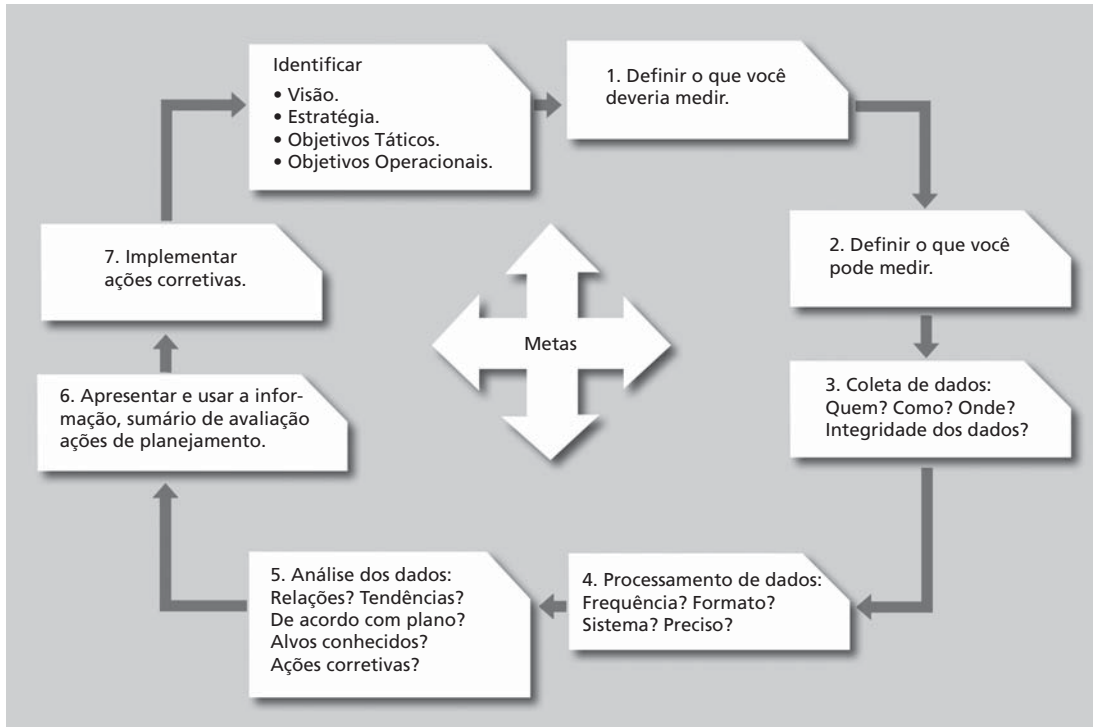 Identificar
• Visão.
• Estratégia.
• Objetivos Táticos.
• Objetivos Operacionais.
1. Definir o que você
deveria medir.
2. Definir o que você
pode medir.
3. Coleta de dados:
Quem? Como? Onde?
Integridade dos dados?
4. Processamento de dados:
Frequência? Formato?
Sistema? Preciso?
5. Análise dos dados:
Relações? Tendências?
De acordo com plano?
Alvos conhecidos?
Ações corretivas?
6. Apresentar e usar a infor-
mação, sumário de avaliação
ações de planejamento.
7. Implementar
ações corretivas.
Metas